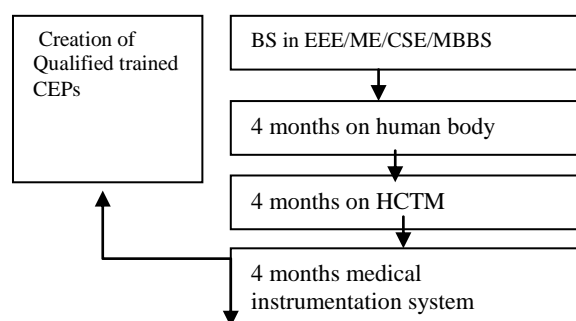 Creation of
Qualified trained
CEPs
BS in EEE/ME/CSE/MBBS
4 months on human body
4 months on HCTM
4 months medical
instrumentation system